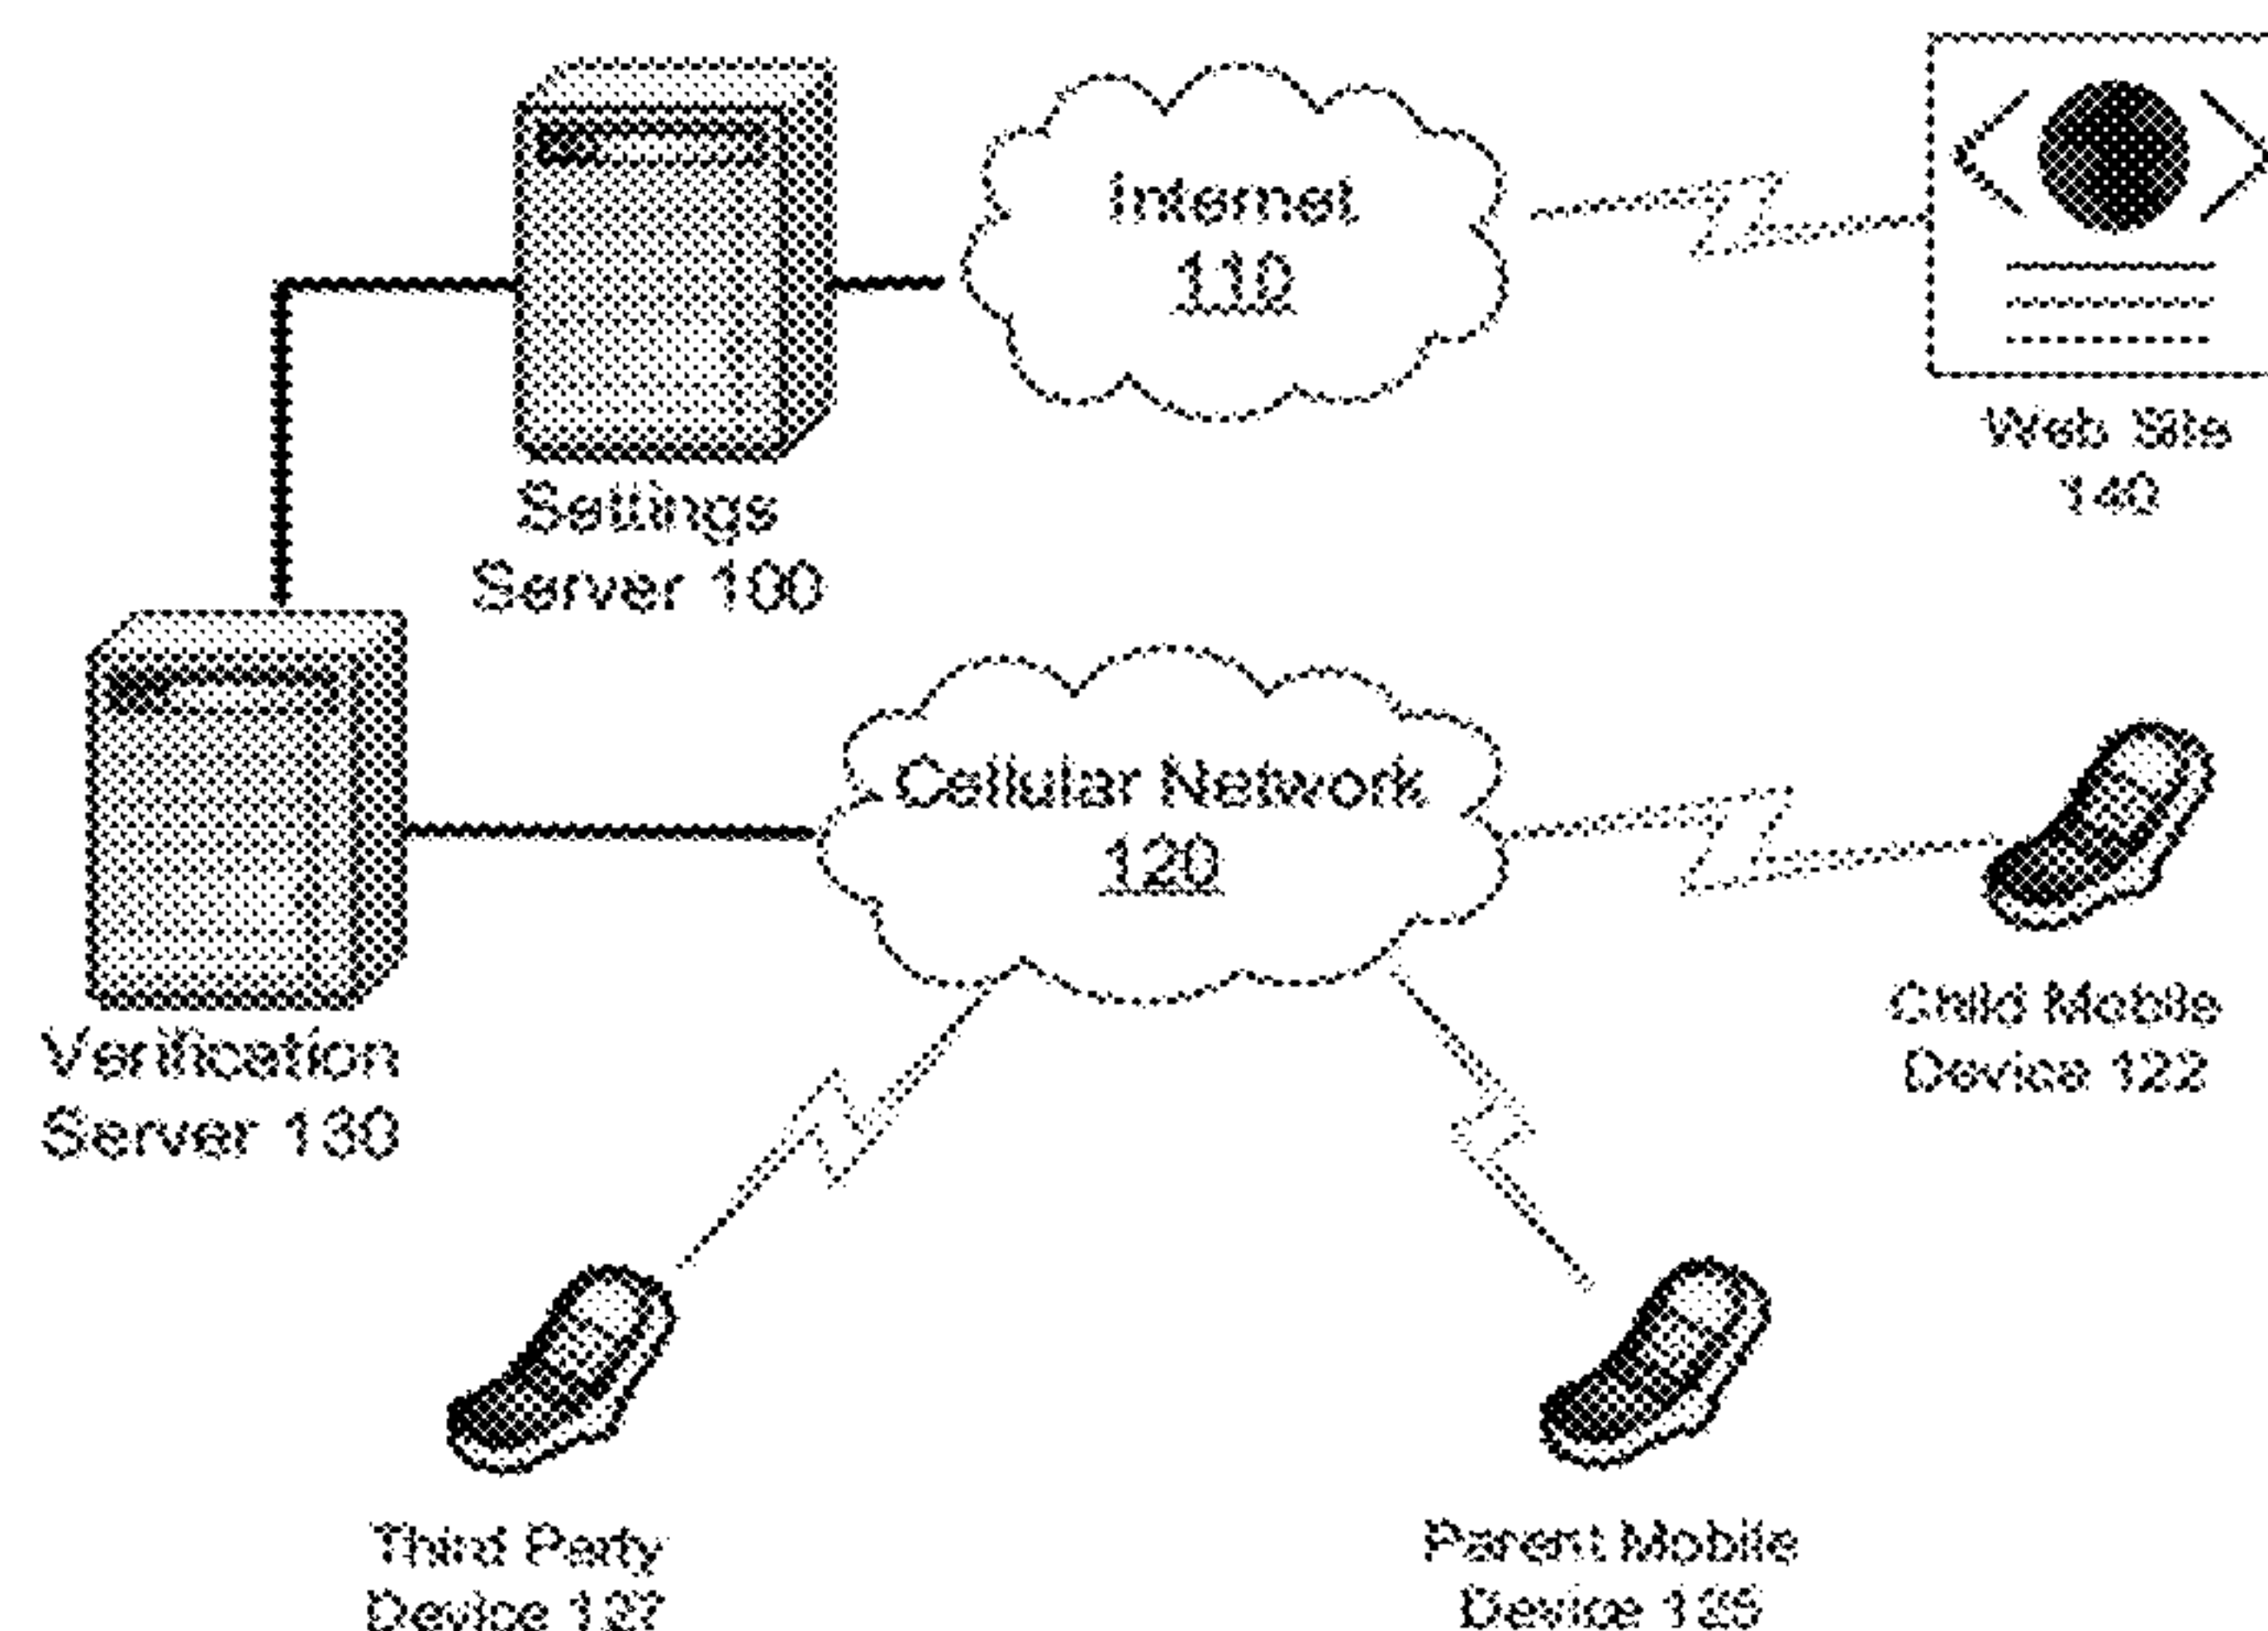 Internet
110
Web Site
140
Settings
Server 100
Cellular Network
120
Child Mobile
Device 122
Verification
Server 130
Third Party
Device 127
Parent Mobile
Device